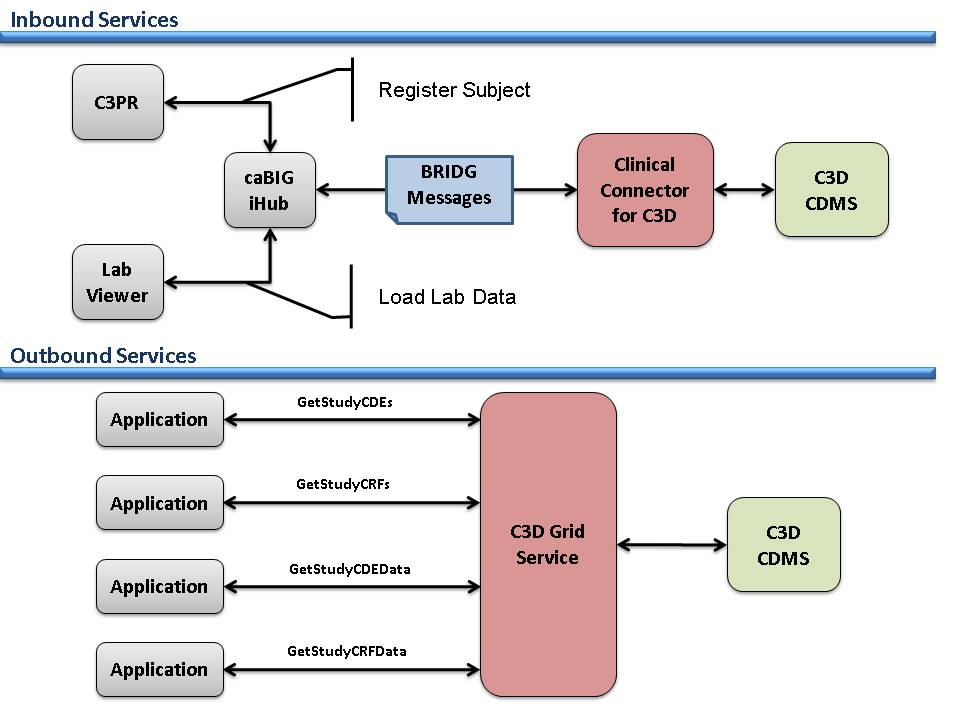 Inbound Services
C3PR
Register Subject
caBIG
iHub
BRIDG
Messages
Clinical
Connector
for C3D
C3D
CDMS
Lab
Viewer
Load Lab Data
Outbound Services
Application
GetStudyCDEs
Application
GetStudyCRFs
Application
GetStudyCDEData
Application
GetStudyCRFData
C3D Grid
Service
C3D
CDMS